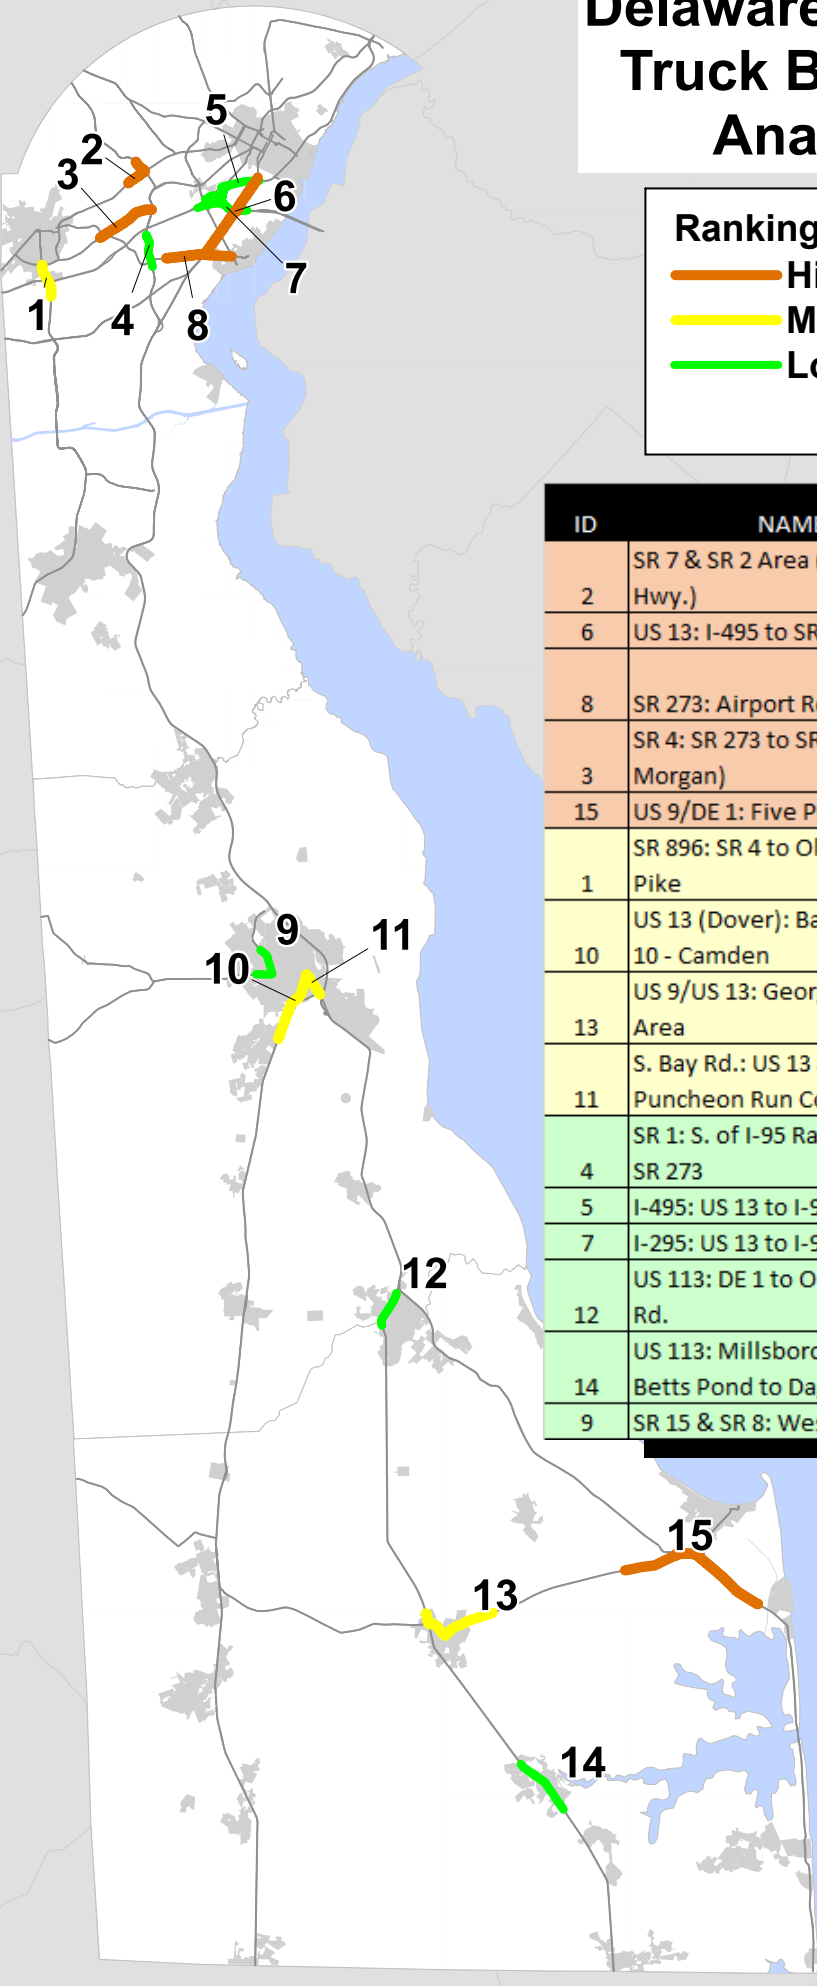 Delaware
Truck B
Ana
Ranking
Hi
M
Lo
ID NAME
SR 7 & SR 2 Area
2 Hwy.)
6 US 13: I-495 to SR
8 SR 273: Airport R
SR 4: SR 273 to SR
3 Morgan)
15 US 9/DE 1: Five P
SR 896: SR 4 to Ol
1 Pike
US 13 (Dover): Ba
10 10 - Camden
US 9/US 13: Geor
13 Area
S. Bay Rd.: US 13
11 Puncheon Run C
SR 1: S. of I-95 Ra
4 SR 273
5 I-495: US 13 to I-9
7 I-295: US 13 to I-9
US 113: DE 1 to O
12 Rd.
US 113: Millsboro
14 Betts Pond to Da
9 SR 15 & SR 8: Wes
5
2
3
6
7
1
4
8
9
11
10
12
15
13
14